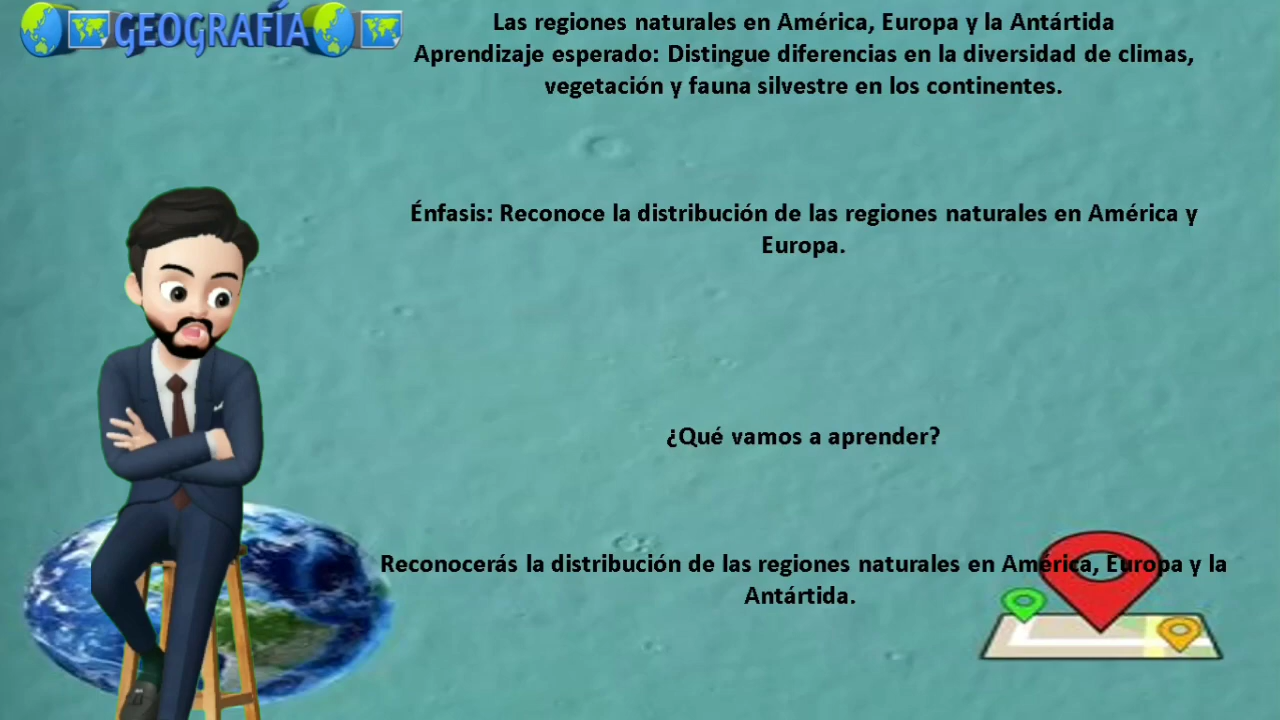 GEOGRAFÍA
Las regiones naturales en América, Europa y la Antártida
Aprendizaje esperado: Distingue diferencias en la diversidad de climas,
vegetación y fauna silvestre en los continentes.
Énfasis: Reconoce la distribución de las regiones naturales en América y
Europa.
¿Qué vamos a aprender?
Reconocerás la distribución de las regiones naturales en América, Europa y la
Antártida.